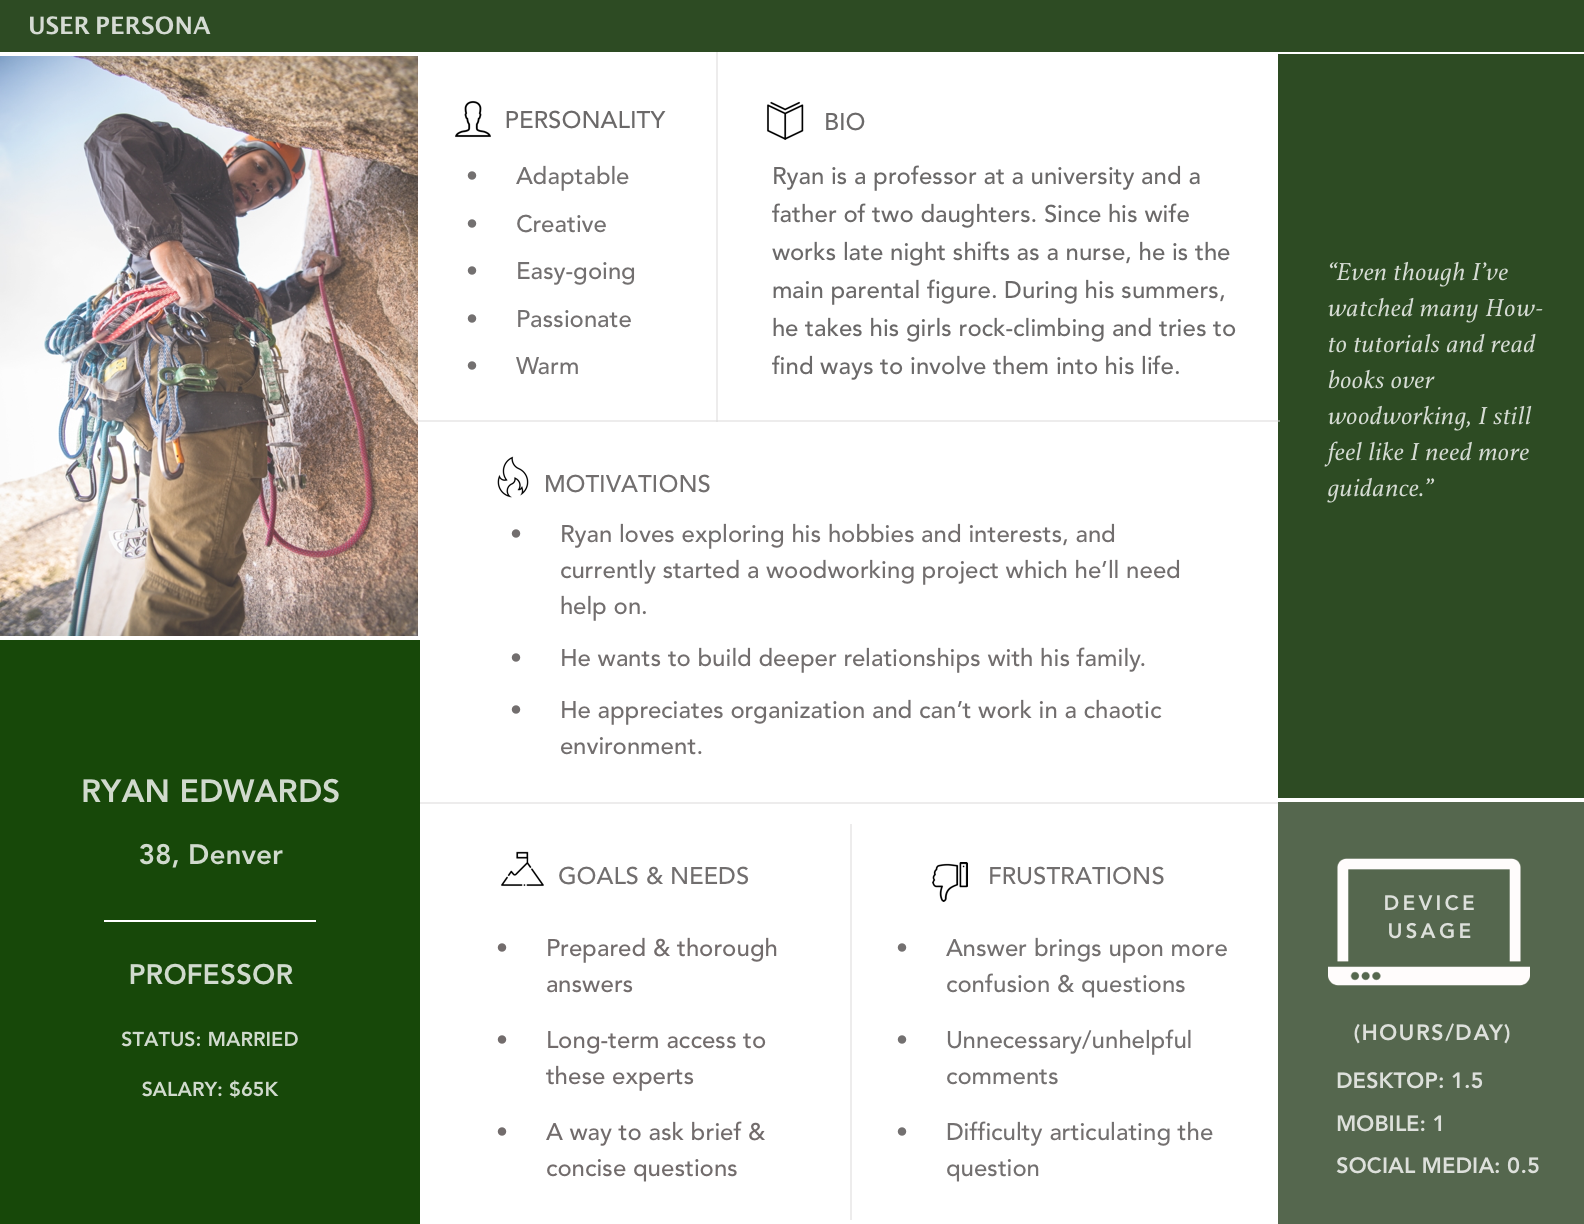 USER PERSONA
PERSONALITY
• Adaptable
• Creative
• Easy-going
• Passionate
• Warm
BIO
Ryan is a professor at a university and a
father of two daughters. Since his wife
works late night shifts as a nurse, he is the
main parental figure. During his summers,
he takes his girls rock-climbing and tries to
find ways to involve them into his life.
“Even though I’ve
watched many How-
to tutorials and read
books over
woodworking, I still
feel like I need more
guidance.”
MOTIVATIONS
• Ryan loves exploring his hobbies and interests, and
currently started a woodworking project which he’ll need
help on.
• He wants to build deeper relationships with his family.
• He appreciates organization and can’t work in a chaotic
environment.
RYAN EDWARDS
38, Denver
PROFESSOR
STATUS: MARRIED
SALARY: $65K
GOALS & NEEDS
• Prepared & thorough
answers
• Long-term access to
these experts
• A way to ask brief &
concise questions
FRUSTRATIONS
• Answer brings upon more
confusion & questions
• Unnecessary/unhelpful
comments
• Difficulty articulating the
question
DEVICE
USAGE
(HOURS/DAY)
DESKTOP: 1.5
MOBILE: 1
SOCIAL MEDIA: 0.5